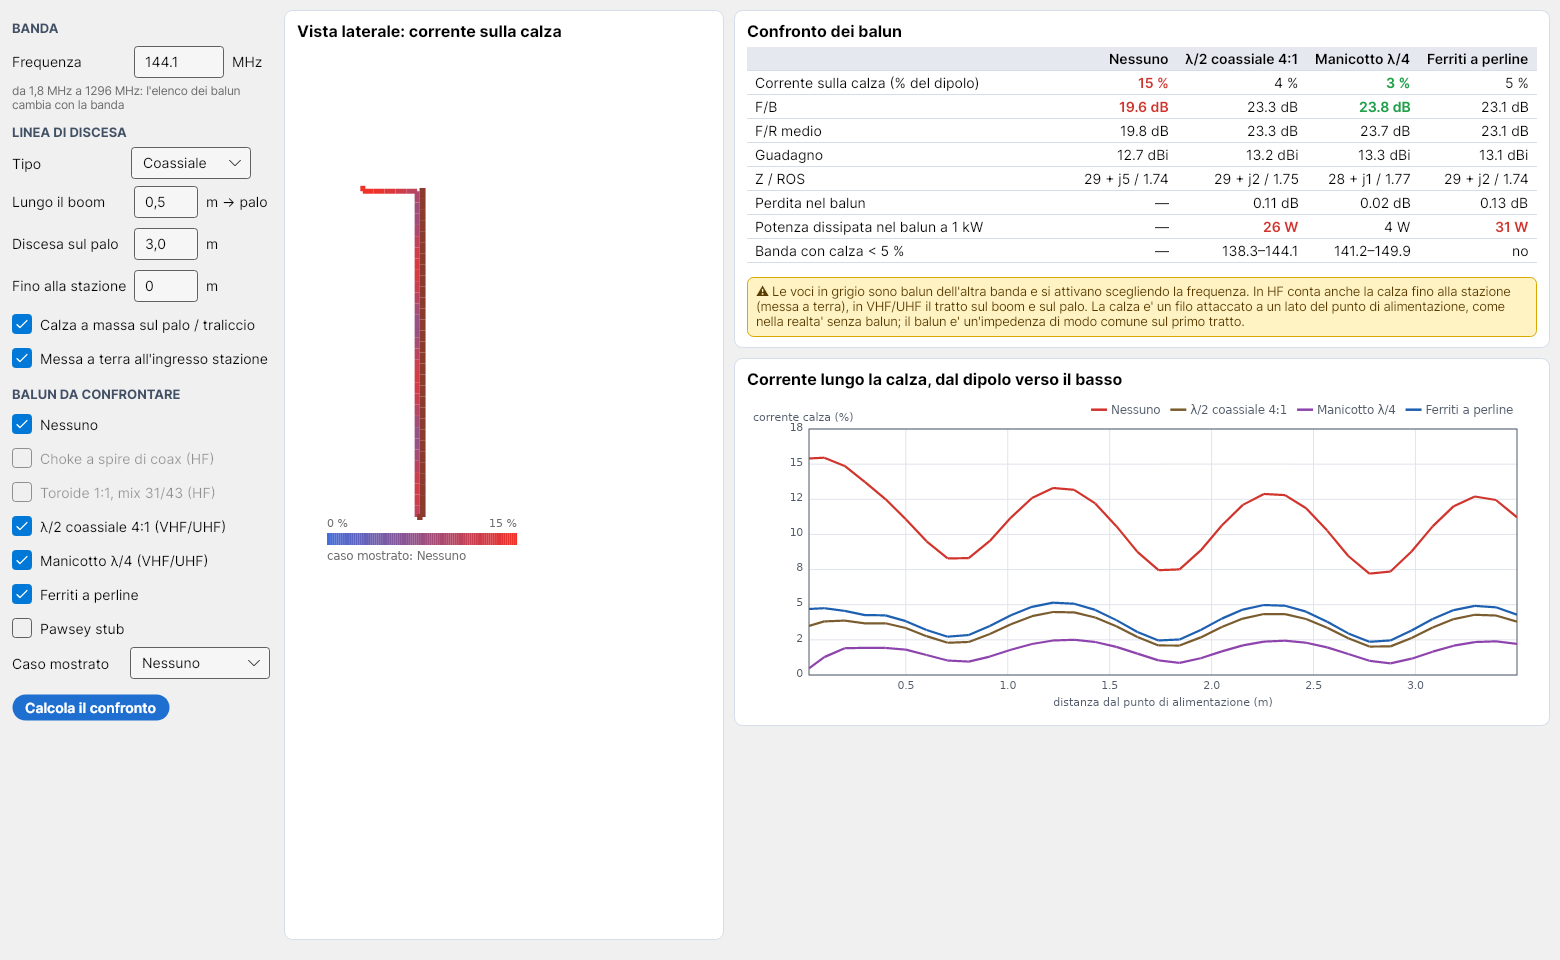 BANDA
Frequenza 144.1 MHz
da 1,8 MHz a 1296 MHz: l'elenco dei balun
cambia con la banda
LINEA DI DISCESA
Tipo Coassiale
Lungo il boom 0,5 m → palo
Discesa sul palo 3,0 m
Fino alla stazione 0 m
Calza a massa sul palo / traliccio
Messa a terra all'ingresso stazione
BALUN DA CONFRONTARE
Nessuno
Choke a spire di coax (HF)
Toroide 1:1, mix 31/43 (HF)
λ/2 coassiale 4:1 (VHF/UHF)
Manicotto λ/4 (VHF/UHF)
Ferriti a perline
Pawsey stub
Caso mostrato Nessuno
Calcola il confronto
Vista laterale: corrente sulla calza
0 % 15 %
caso mostrato: Nessuno
Confronto dei balun
Nessuno λ/2 coassiale 4:1 Manicotto λ/4 Ferriti a perline
Corrente sulla calza (% del dipolo) 15 % 4 % 3 % 5 %
F/B 19.6 dB 23.3 dB 23.8 dB 23.1 dB
F/R medio 19.8 dB 23.3 dB 23.7 dB 23.1 dB
Guadagno 12.7 dBi 13.2 dBi 13.3 dBi 13.1 dBi
Z / ROS 29 + j5 / 1.74 29 + j2 / 1.75 28 + j1 / 1.77 29 + j2 / 1.74
Perdita nel balun — 0.11 dB 0.02 dB 0.13 dB
Potenza dissipata nel balun a 1 kW — 26 W 4 W 31 W
Banda con calza < 5 % — 138.3–144.1 141.2–149.9 no
⚠ Le voci in grigio sono balun dell'altra banda e si attivano scegliendo la frequenza. In HF conta anche la calza fino alla stazione
(messa a terra), in VHF/UHF il tratto sul boom e sul palo. La calza e' un filo attaccato a un lato del punto di alimentazione, come
nella realta' senza balun; il balun e' un'impedenza di modo comune sul primo tratto.
Corrente lungo la calza, dal dipolo verso il basso
Nessuno λ/2 coassiale 4:1 Manicotto λ/4 Ferriti a perline
corrente calza (%)
18
15
12
10
8
5
2
0
0.5 1.0 1.5 2.0 2.5 3.0
distanza dal punto di alimentazione (m)